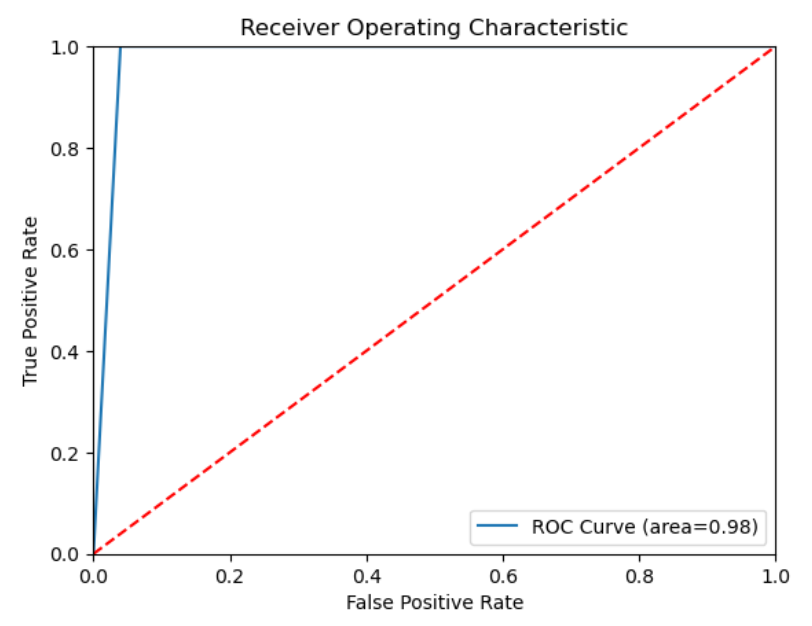 Receiver Operating Characteristic
1.0
0.8
0.6
0.4
0.2
0.0
True Positive Rate
ROC Curve (area=0.98)
0.0 0.2 0.4 0.6 0.8 1.0
False Positive Rate